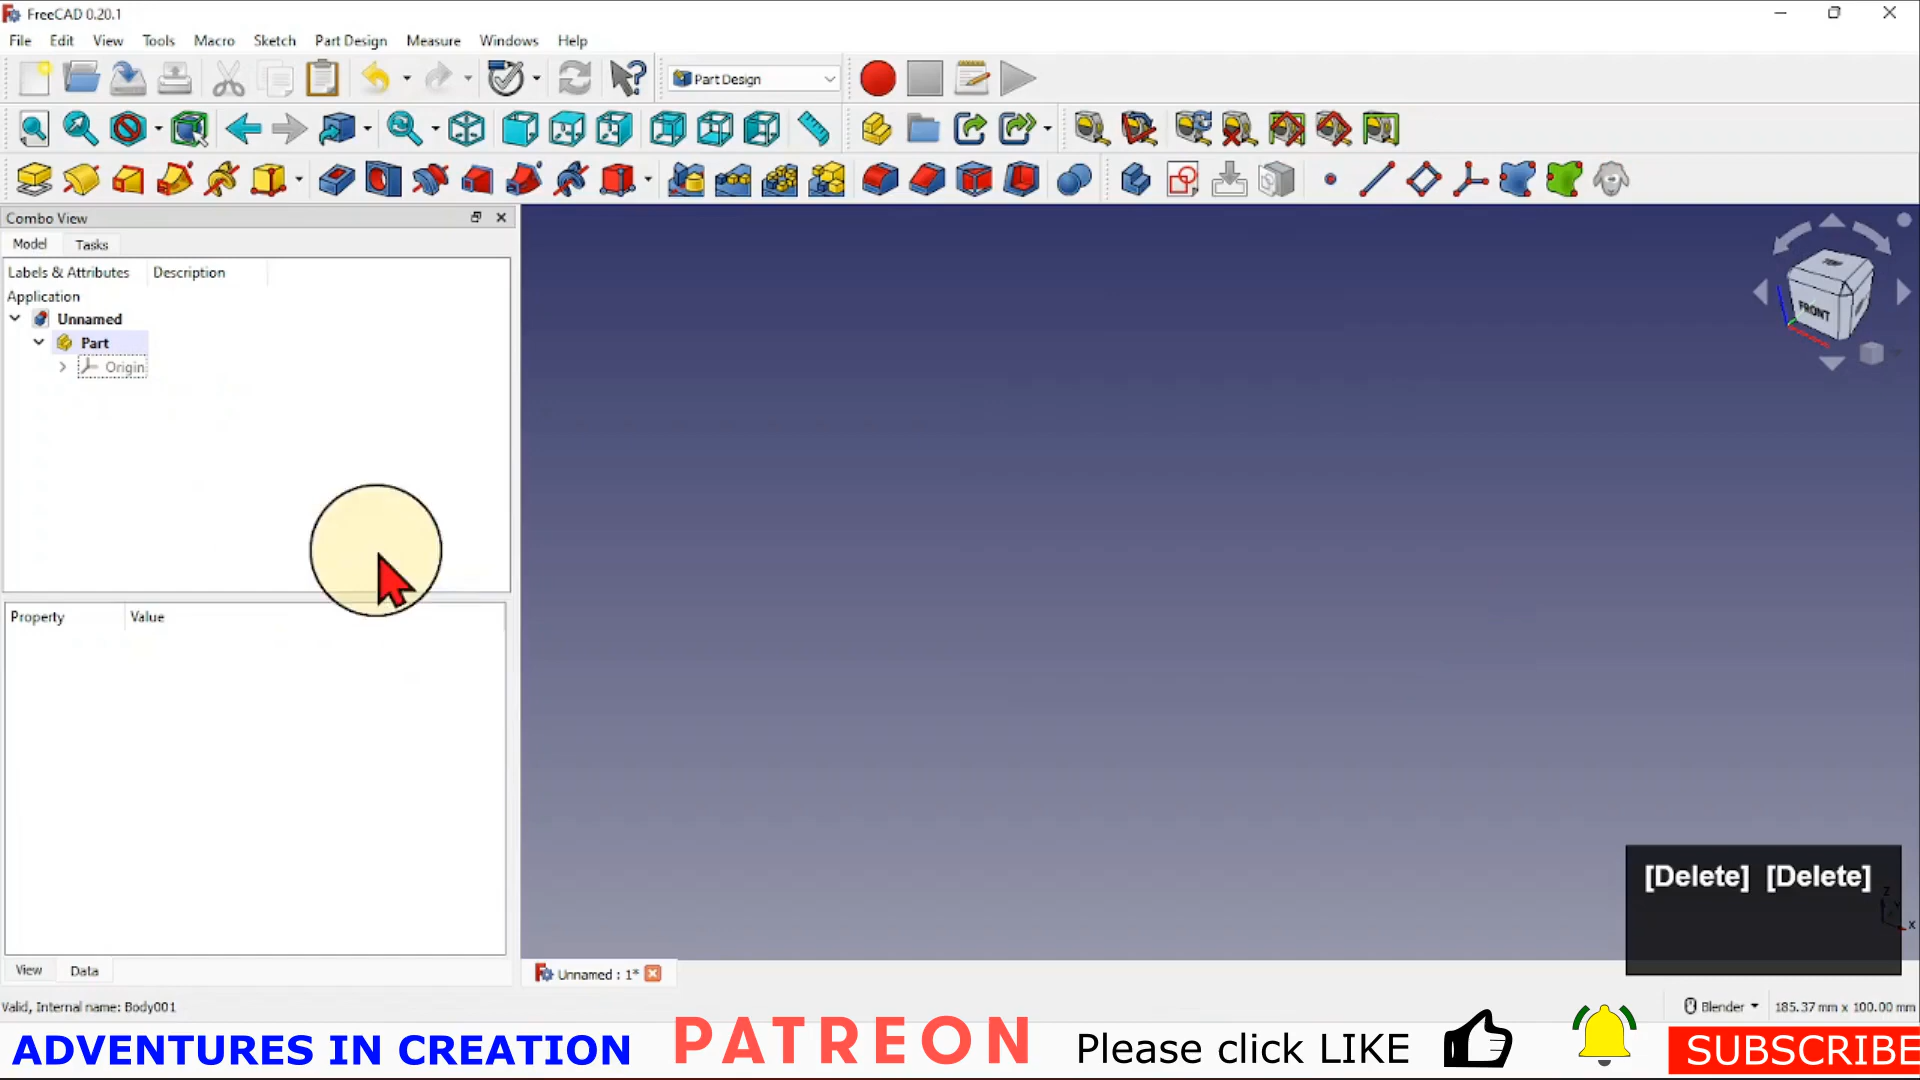 FreeCAD 0.20.1
File Edit View Tools Macro Sketch Part Design Measure Windows Help
Part Design
Combo View
Model Tasks
Labels & Attributes Description
Application
Unnamed
Part
Origin
TOP
FRONT
Property Value
[Delete] [Delete]
Z
Y
X
View Data
Unnamed : 1*
Valid, Internal name: Body001
Blender 185.37 mm x 100.00 mm
ADVENTURES IN CREATION PATREON Please click LIKE SUBSCRIBE